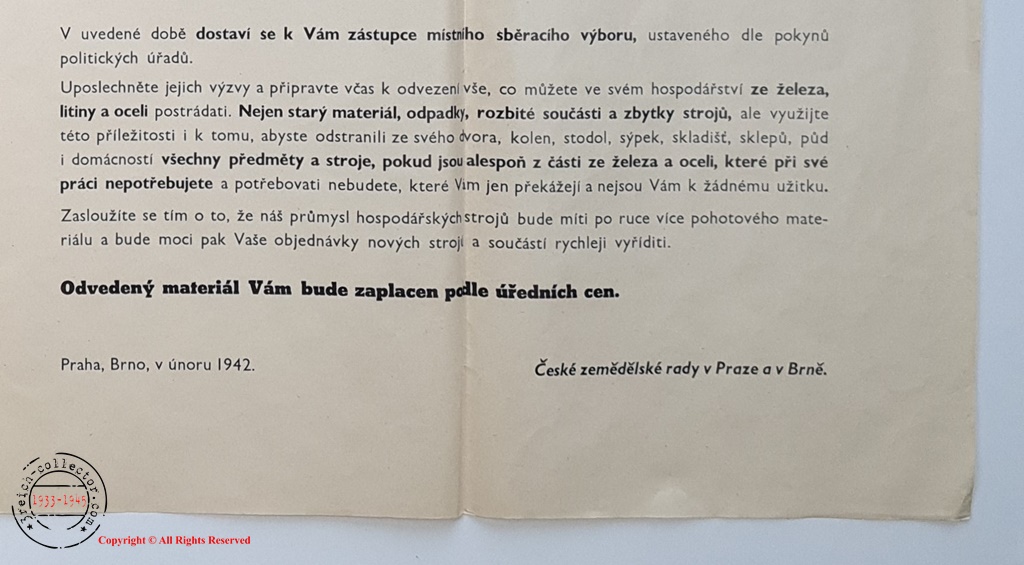 V uvedené době dostaví se k Vám zástupce místního sběracího výboru, ustaveného dle pokynů
politických úřadů.
Uposlechněte jejich výzvy a připravte včas k odvezení vše, co můžete ve svém hospodářství ze železa,
litiny a oceli postrádati. Nejen starý materiál, odpadky, rozbité součásti a zbytky strojů, ale využijte
této příležitosti i k tomu, abyste odstranili ze svého dvora, kolen, stodol, sýpek, skladišť, sklepů, půd
i domácností všechny předměty a stroje, pokud jsou alespoň z části ze železa a oceli, které při své
práci nepotřebujete a potřebovati nebudete, které Vám jen překážejí a nejsou Vám k žádnému užitku.
Zasloužíte se tím o to, že náš průmysl hospodářských strojů bude míti po ruce více pohotového mate-
riálu a bude moci pak Vaše objednávky nových strojů a součástí rychleji vyříditi.
Odvedený materiál Vám bude zaplacen podle úředních cen.
Praha, Brno, v únoru 1942.
České zemědělské rady v Praze a v Brně.
3reich-collector.com
1933-1945
Copyright © All Rights Reserved